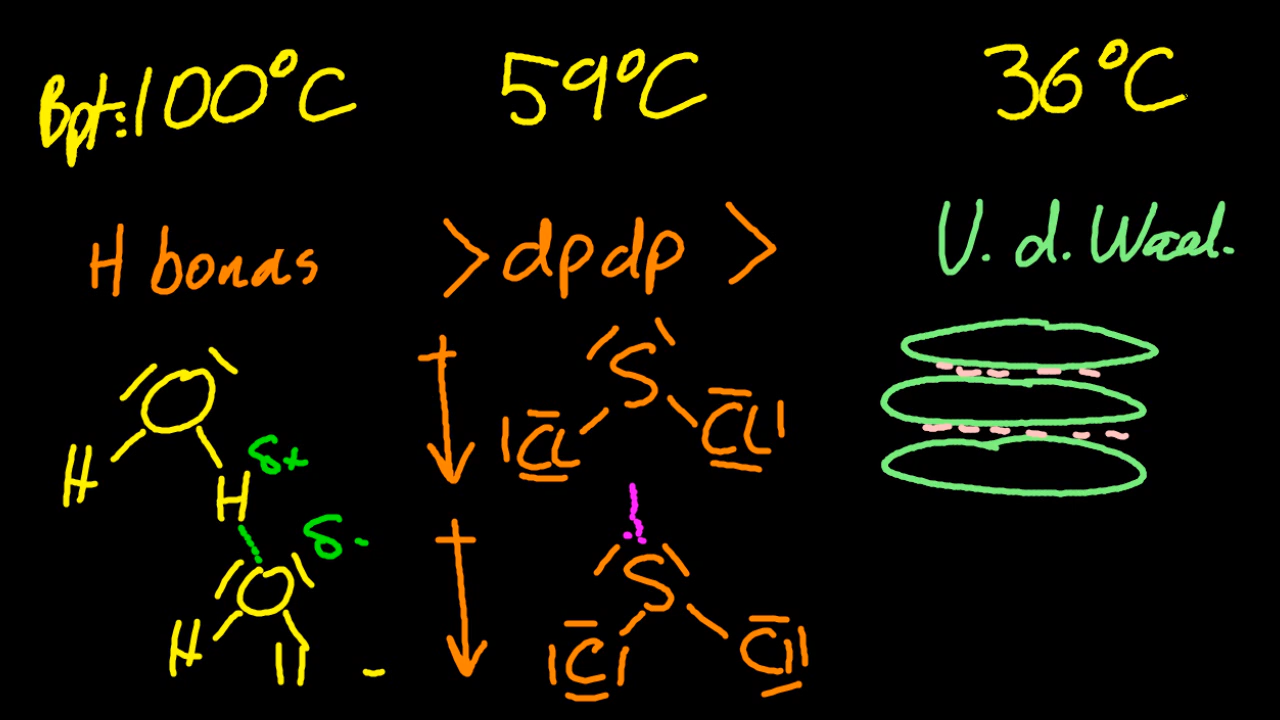 Bpt.: 100°C 59°C 36°C
H bonds > dpdp > V. d. Waal.
S
Cl Cl
O
H H δ+
δ-
O S
H H - Cl Cl